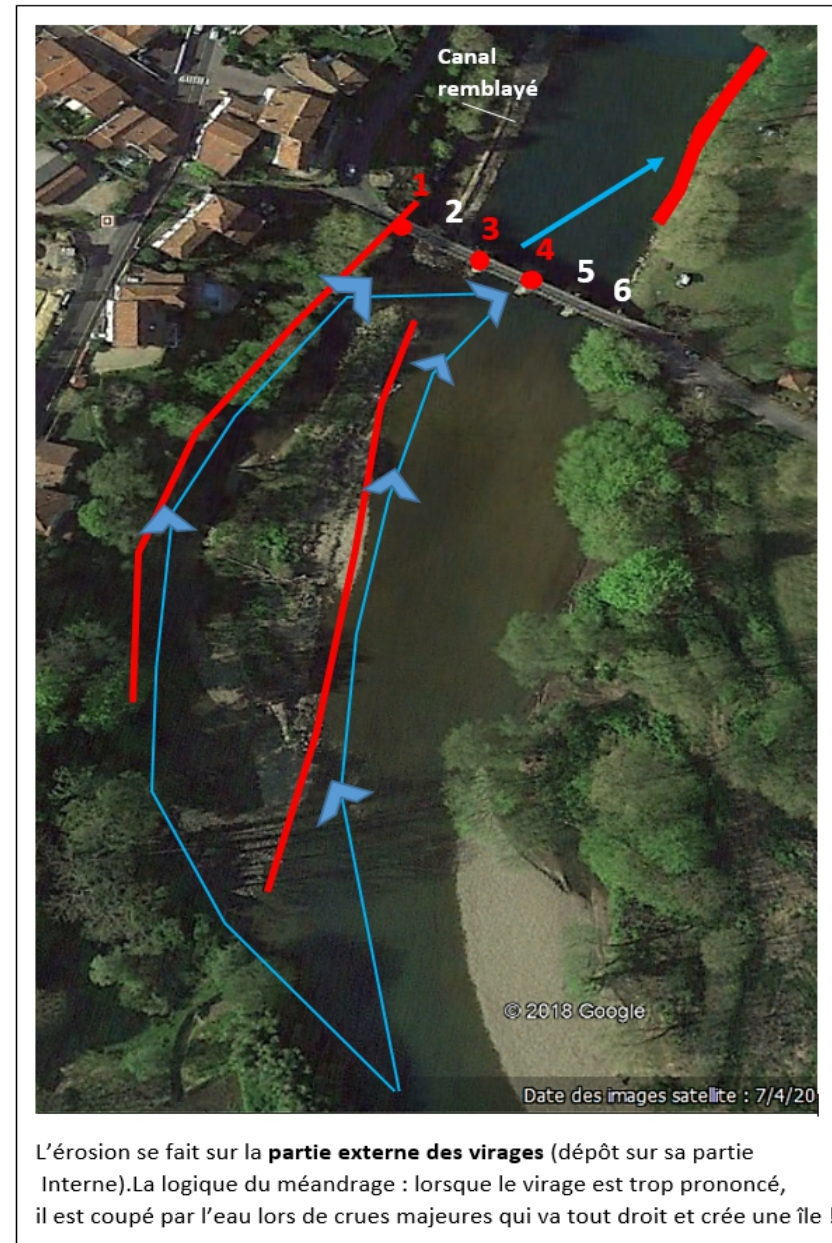 Canal
remblayé
1
2
3
4
5
6
© 2018 Google
Date des images satellite : 7/4/20
L’érosion se fait sur la partie externe des virages (dépôt sur sa partie
Interne).La logique du méandrage : lorsque le virage est trop prononcé,
il est coupé par l’eau lors de crues majeures qui va tout droit et crée une île !